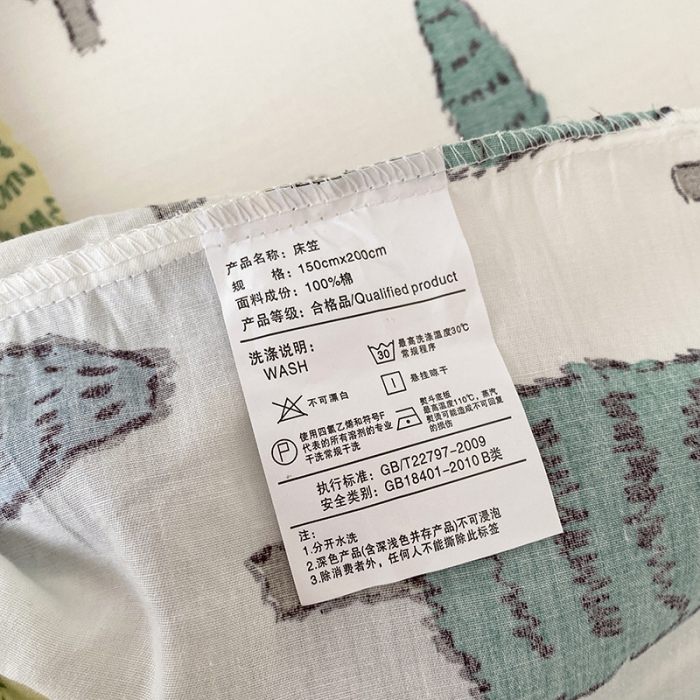 产品名称：床笠
规 格：150cmx200cm
面料成份：100%棉
产品等级：合格品/Qualified product
洗涤说明：
WASH
30
最高洗涤温度30℃
常规程序
不可漂白
悬挂晾干
P
使用四氯乙烯和符号F
代表的所有溶剂的专业
干洗常规干洗
熨斗底板
最高温度110℃，蒸汽
熨烫可能造成不可回复
的损伤
执行标准：GB/T22797-2009
安全类别：GB18401-2010 B类
注：
1.分开水洗
2.深色产品(含深浅色并存产品)不可浸泡
3.除消费者外，任何人不能撕除此标签